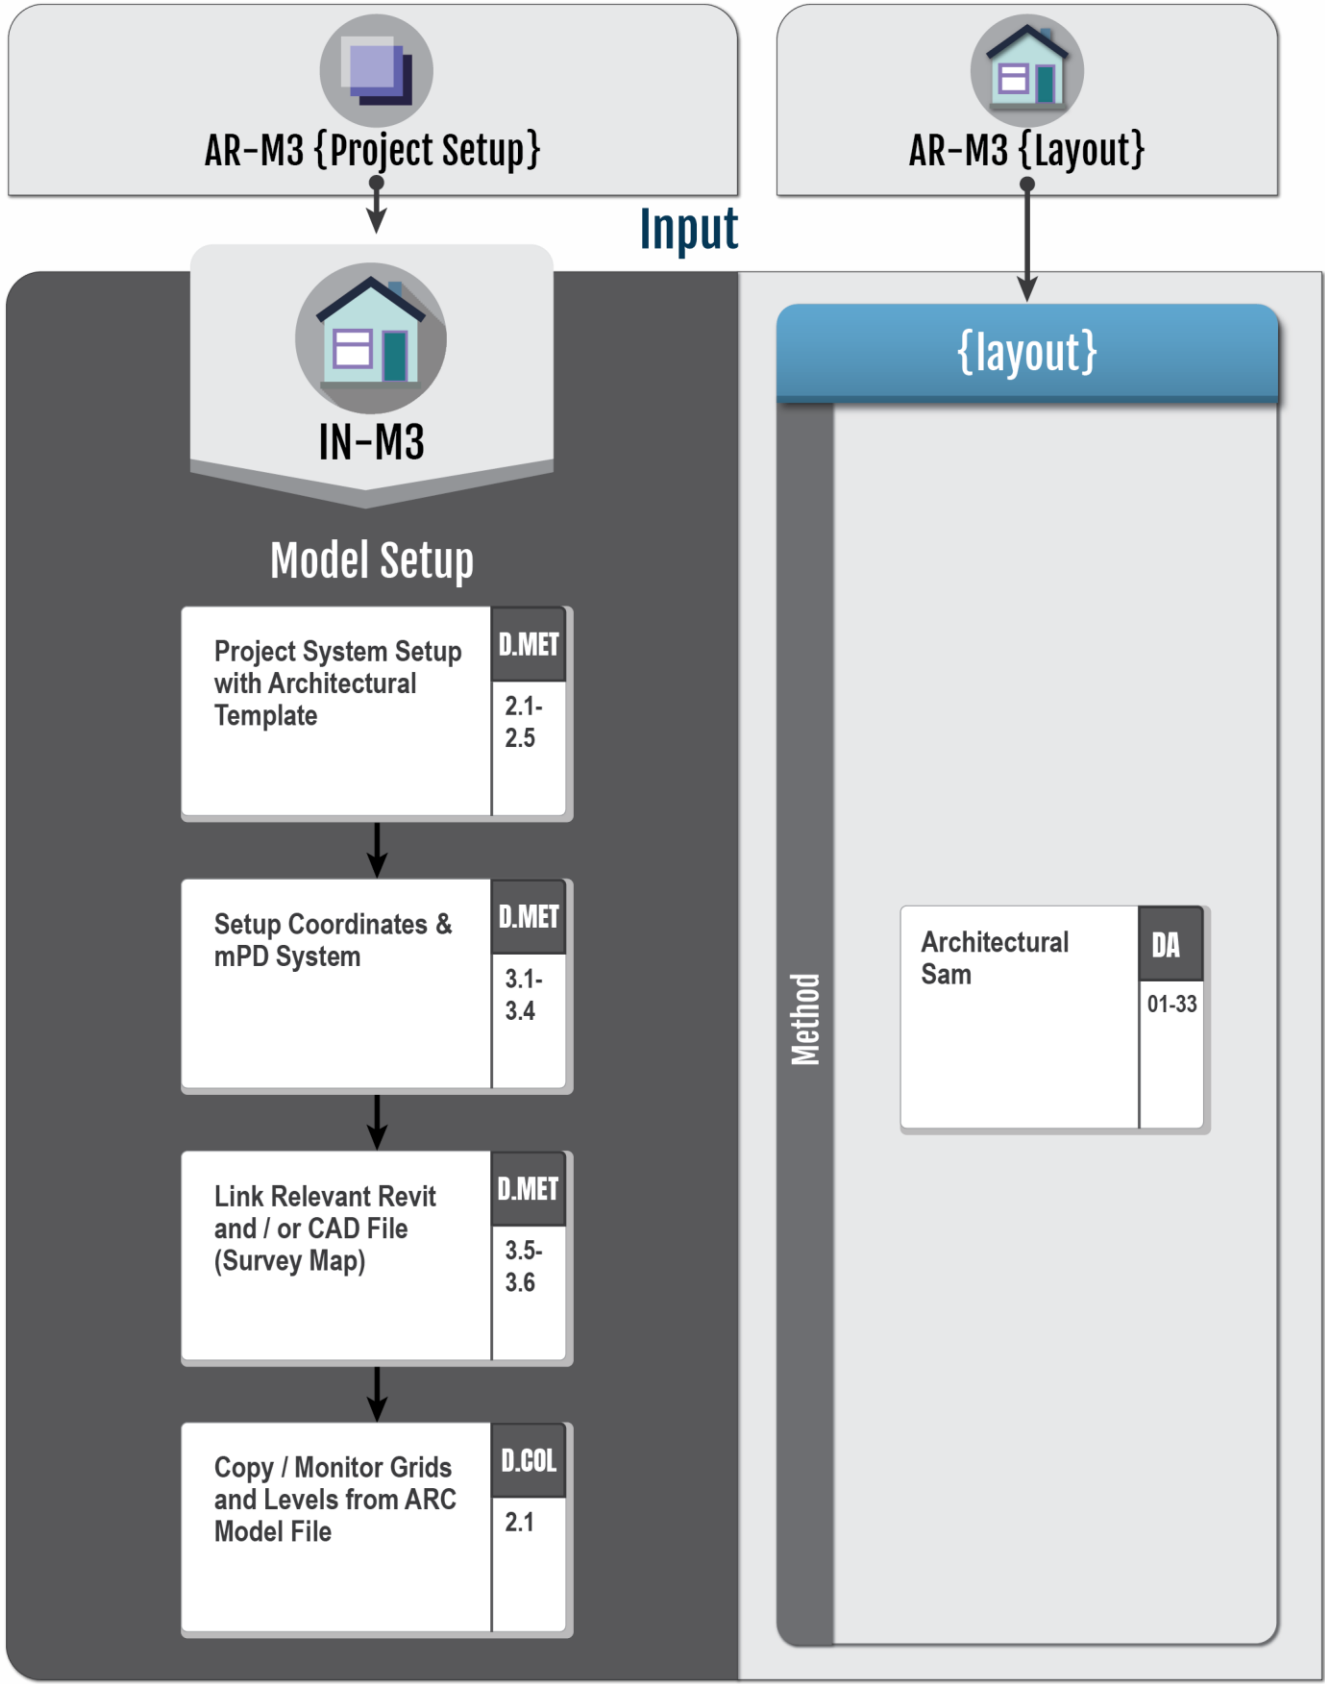 AR-M3 {Project Setup}
AR-M3 {Layout}
Input
IN-M3
Model Setup
Project System Setup
with Architectural
Template
D.MET
2.1-
2.5
Setup Coordinates &
mPD System
D.MET
3.1-
3.4
Link Relevant Revit
and / or CAD File
(Survey Map)
D.MET
3.5-
3.6
Copy / Monitor Grids
and Levels from ARC
Model File
D.COL
2.1
{layout}
Method
Architectural
Sam
DA
01-33